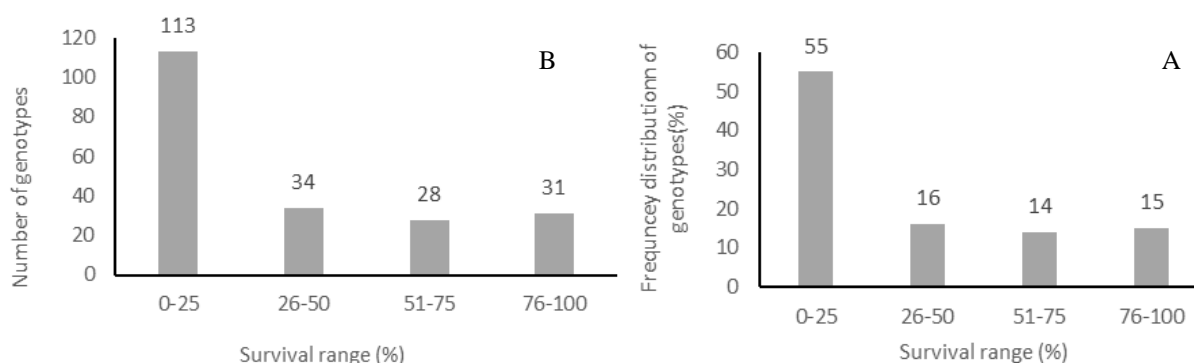 113
120
100
80
60
40
20
0
34
28
31
B
Number of genotypes
0-25 26-50 51-75 76-100
Survival range (%)
55
60
50
40
30
20
10
0
16
14
15
A
Frequncey distributionn of
genotypes(%)
0-25 26-50 51-75 76-100
Survival range (%)